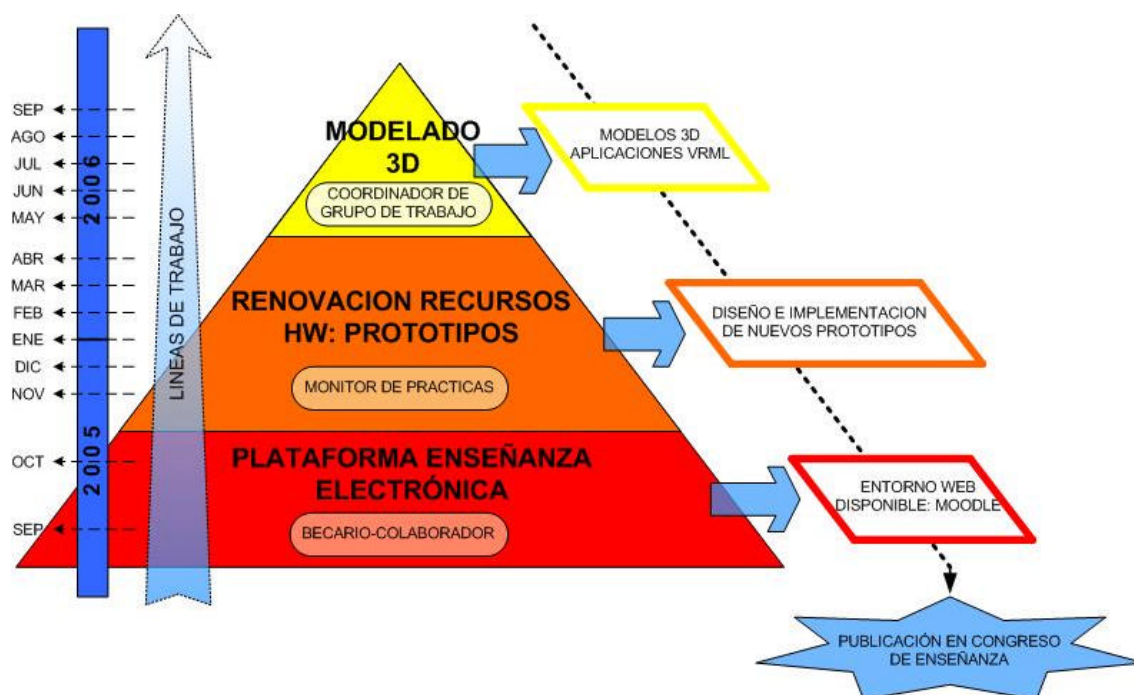 SEP
AGO
JUL
JUN
MAY
ABR
MAR
FEB
ENE
DIC
NOV
OCT
SEP
2006
2005
LINEAS DE TRABAJO
MODELADO
3D
COORDINADOR DE
GRUPO DE TRABAJO
RENOVACION RECURSOS
HW: PROTOTIPOS
MONITOR DE PRACTICAS
PLATAFORMA ENSEÑANZA
ELECTRÓNICA
BECARIO-COLABORADOR
MODELOS 3D
APLICACIONES VRML
DISEÑO E IMPLEMENTACION
DE NUEVOS PROTOTIPOS
ENTORNO WEB
DISPONIBLE: MOODLE
PUBLICACIÓN EN CONGRESO
DE ENSEÑANZA